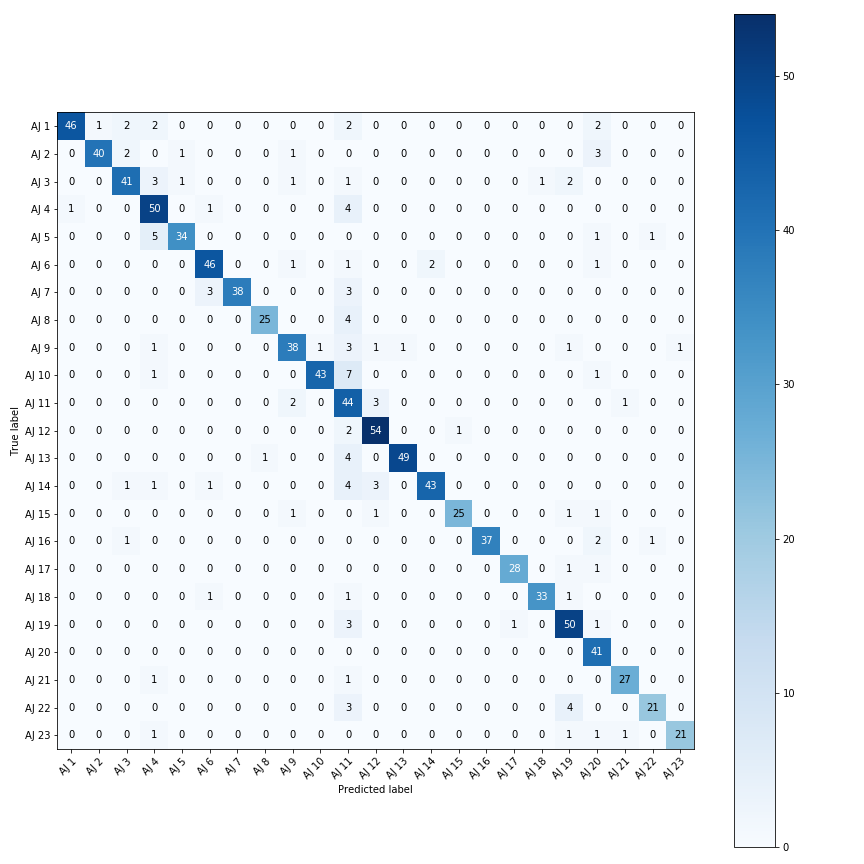 AJ 1 46 1 2 2 0 0 0 0 0 0 2 0 0 0 0 0 0 0 0 2 0 0 0
AJ 2 0 40 2 0 1 0 0 0 1 0 0 0 0 0 0 0 0 0 0 3 0 0 0
AJ 3 0 0 41 3 1 0 0 0 1 0 1 0 0 0 0 0 0 1 2 0 0 0 0
AJ 4 1 0 0 50 0 1 0 0 0 0 4 0 0 0 0 0 0 0 0 0 0 0 0
AJ 5 0 0 0 5 34 0 0 0 0 0 0 0 0 0 0 0 0 0 0 1 0 1 0
AJ 6 0 0 0 0 0 46 0 0 1 0 1 0 0 2 0 0 0 0 0 1 0 0 0
AJ 7 0 0 0 0 0 3 38 0 0 0 3 0 0 0 0 0 0 0 0 0 0 0 0
AJ 8 0 0 0 0 0 0 0 25 0 0 4 0 0 0 0 0 0 0 0 0 0 0 0
AJ 9 0 0 0 1 0 0 0 0 38 1 3 1 1 0 0 0 0 0 1 0 0 0 1
AJ 10 0 0 0 1 0 0 0 0 0 43 7 0 0 0 0 0 0 0 0 1 0 0 0
AJ 11 0 0 0 0 0 0 0 0 2 0 44 3 0 0 0 0 0 0 0 0 1 0 0
AJ 12 0 0 0 0 0 0 0 0 0 0 2 54 0 0 1 0 0 0 0 0 0 0 0
AJ 13 0 0 0 0 0 0 0 1 0 0 4 0 49 0 0 0 0 0 0 0 0 0 0
AJ 14 0 0 1 1 0 1 0 0 0 0 4 3 0 43 0 0 0 0 0 0 0 0 0
AJ 15 0 0 0 0 0 0 0 0 1 0 0 1 0 0 25 0 0 0 1 1 0 0 0
AJ 16 0 0 1 0 0 0 0 0 0 0 0 0 0 0 0 37 0 0 0 2 0 1 0
AJ 17 0 0 0 0 0 0 0 0 0 0 0 0 0 0 0 0 28 0 1 1 0 0 0
AJ 18 0 0 0 0 0 1 0 0 0 0 1 0 0 0 0 0 0 33 1 0 0 0 0
AJ 19 0 0 0 0 0 0 0 0 0 0 3 0 0 0 0 0 1 0 50 1 0 0 0
AJ 20 0 0 0 0 0 0 0 0 0 0 0 0 0 0 0 0 0 0 0 41 0 0 0
AJ 21 0 0 0 1 0 0 0 0 0 0 1 0 0 0 0 0 0 0 0 0 27 0 0
AJ 22 0 0 0 0 0 0 0 0 0 0 3 0 0 0 0 0 0 0 4 0 0 21 0
AJ 23 0 0 0 1 0 0 0 0 0 0 0 0 0 0 0 0 0 0 1 1 1 0 21
AJ 1 AJ 2 AJ 3 AJ 4 AJ 5 AJ 6 AJ 7 AJ 8 AJ 9 AJ 10 AJ 11 AJ 12 AJ 13 AJ 14 AJ 15 AJ 16 AJ 17 AJ 18 AJ 19 AJ 20 AJ 21 AJ 22 AJ 23
True label
Predicted label
50
40
30
20
10
0